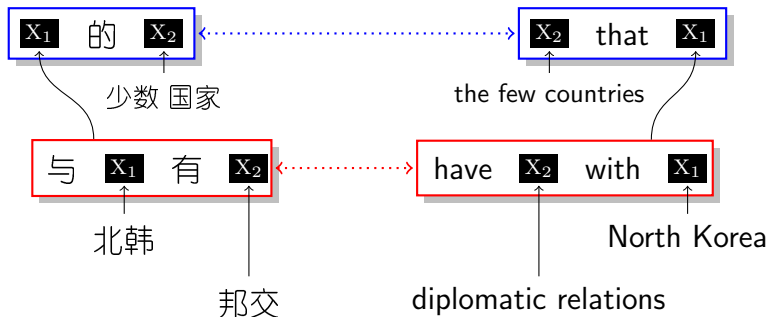 X₁ 的 X₂ X₂ that X₁
少数 国家 the few countries
与 X₁ 有 X₂ have X₂ with X₁
北韩 North Korea
邦交 diplomatic relations